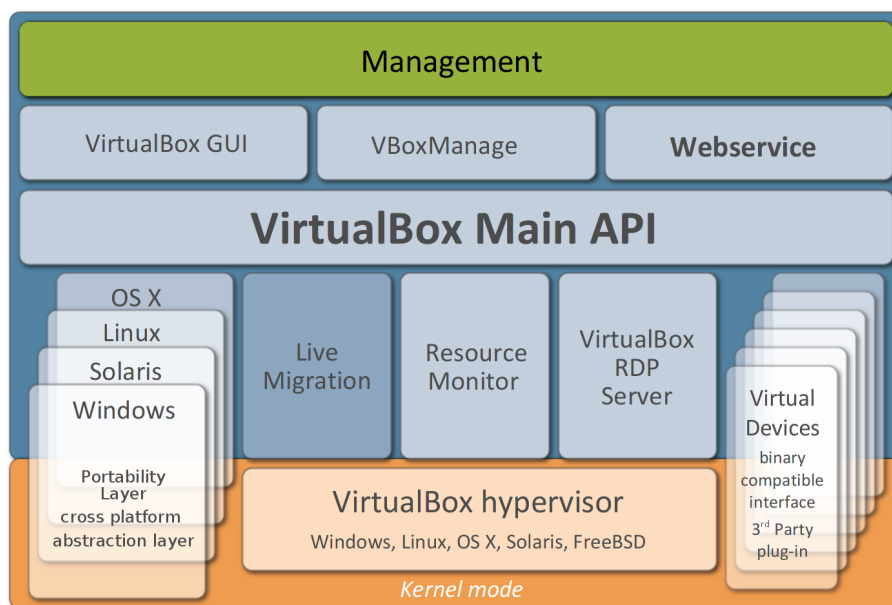 Management
VirtualBox GUI
VBoxManage
Webservice
VirtualBox Main API
OS X
Linux
Solaris
Windows
Portability
Layer
cross platform
abstraction layer
Live
Migration
Resource
Monitor
VirtualBox
RDP
Server
Virtual
Devices
binary
compatible
interface
3rd Party
plug-in
VirtualBox hypervisor
Windows, Linux, OS X, Solaris, FreeBSD
Kernel mode